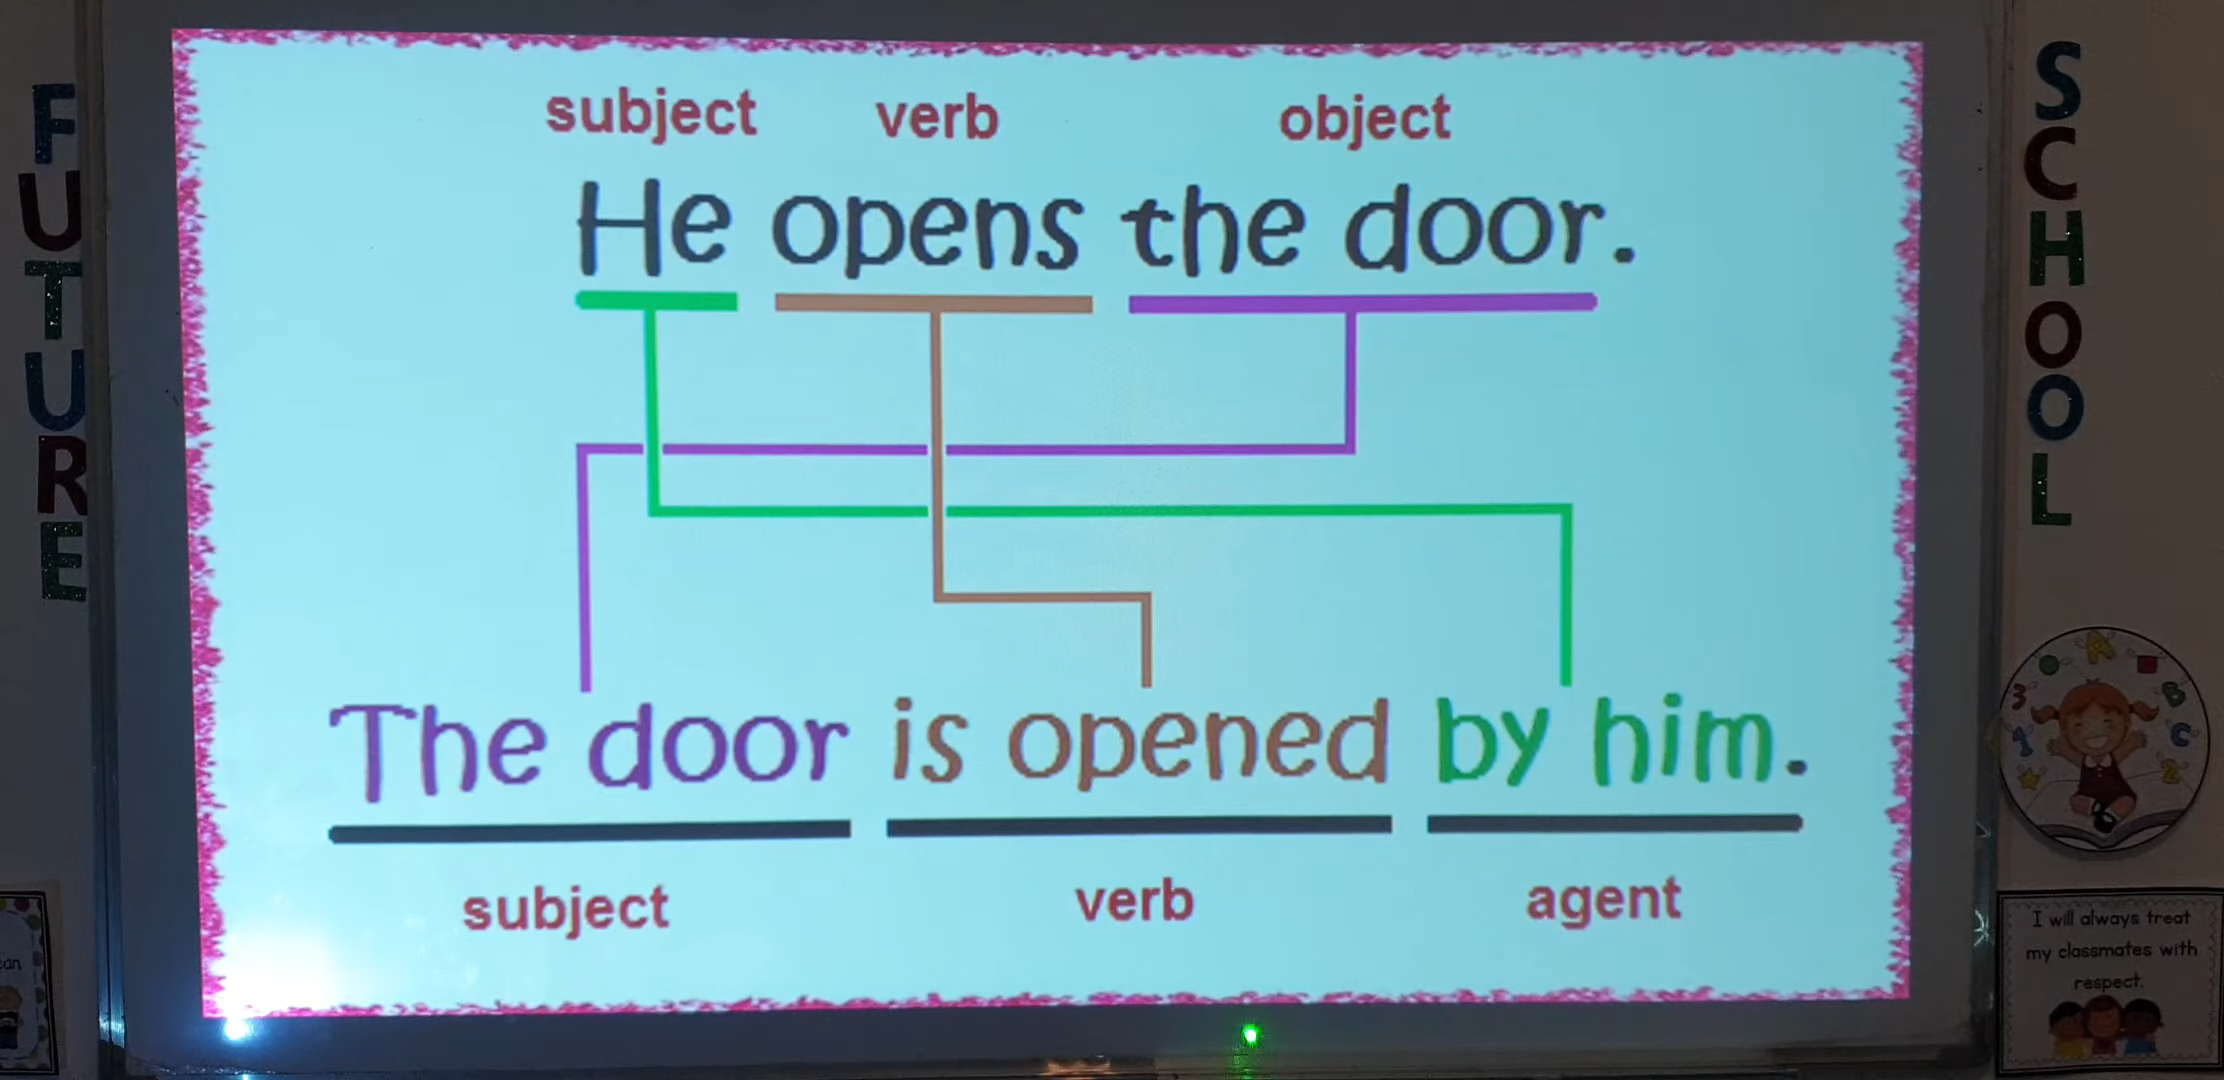 FUTURE
SCHOOL
subject verb object
He opens the door.
The door is opened by him.
subject verb agent
I will always treat
my classmates with
respect.